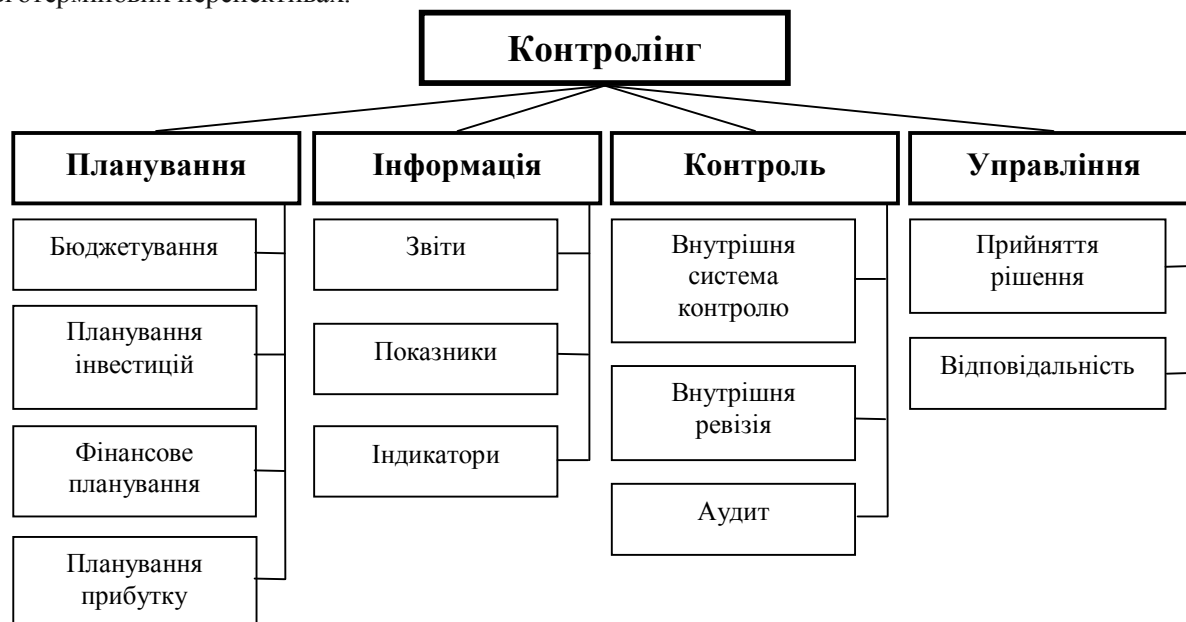 перспективах.
Контролінг
Планування
Інформація
Контроль
Управління
Бюджетування
Планування
інвестицій
Фінансове
планування
Планування
прибутку
Звіти
Показники
Індикатори
Внутрішня
система
контролю
Внутрішня
ревізія
Аудит
Прийняття
рішення
Відповідальність